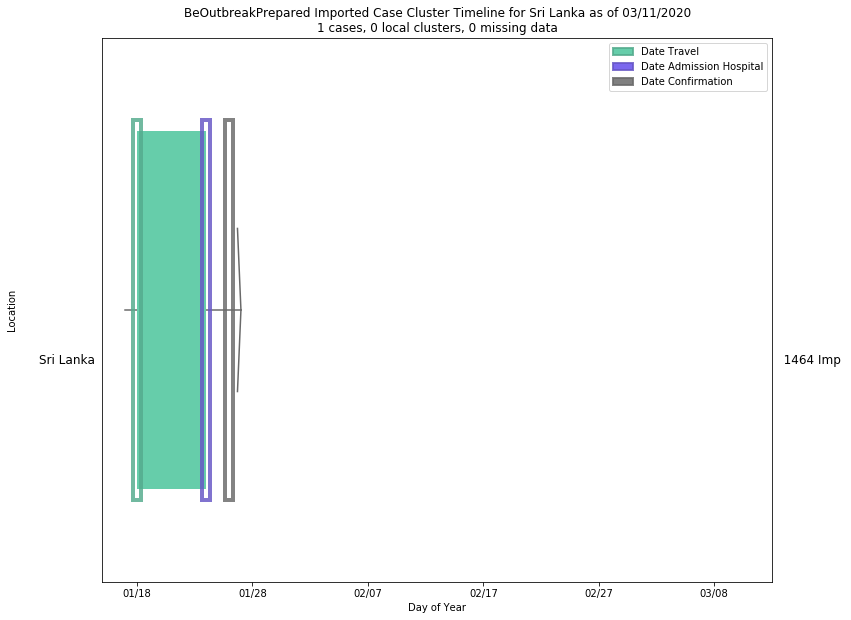 BeOutbreakPrepared Imported Case Cluster Timeline for Sri Lanka as of 03/11/2020
1 cases, 0 local clusters, 0 missing data
Date Travel
Date Admission Hospital
Date Confirmation
Location
Sri Lanka
1464 Imp
01/18 01/28 02/07 02/17 02/27 03/08
Day of Year